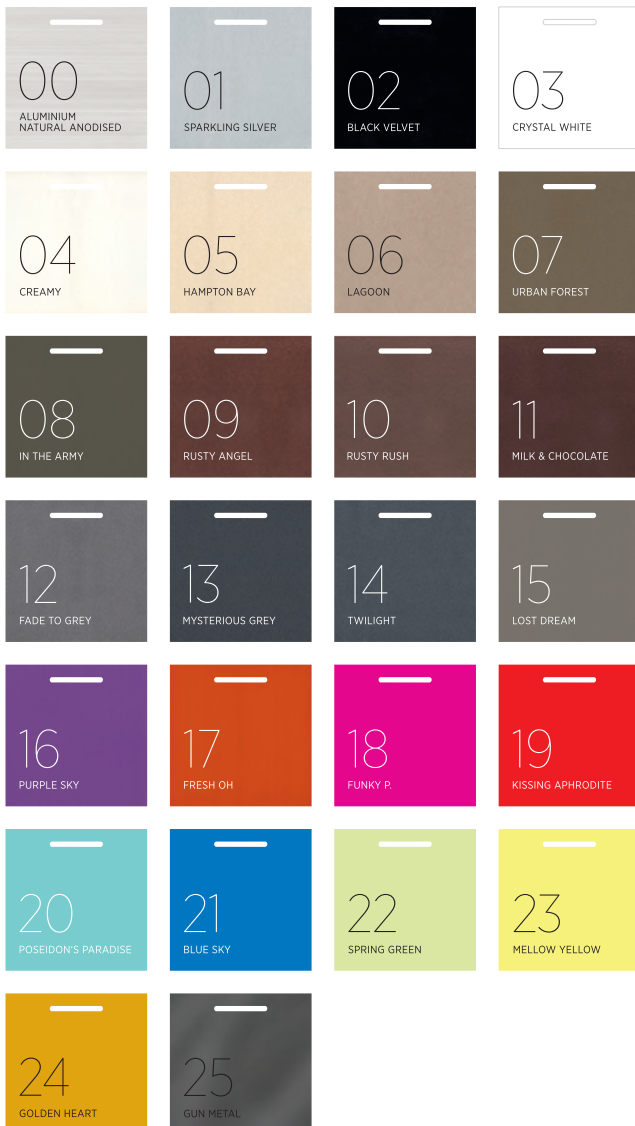 00
ALUMINIUM
NATURAL ANODISED
01
SPARKLING SILVER
02
BLACK VELVET
03
CRYSTAL WHITE
04
CREAMY
05
HAMPTON BAY
06
LAGOON
07
URBAN FOREST
08
IN THE ARMY
09
RUSTY ANGEL
10
RUSTY RUSH
11
MILK & CHOCOLATE
12
FADE TO GREY
13
MYSTERIOUS GREY
14
TWILIGHT
15
LOST DREAM
16
PURPLE SKY
17
FRESH OH
18
FUNKY P.
19
KISSING APHRODITE
20
POSEIDON'S PARADISE
21
BLUE SKY
22
SPRING GREEN
23
MELLOW YELLOW
24
GOLDEN HEART
25
GUN METAL